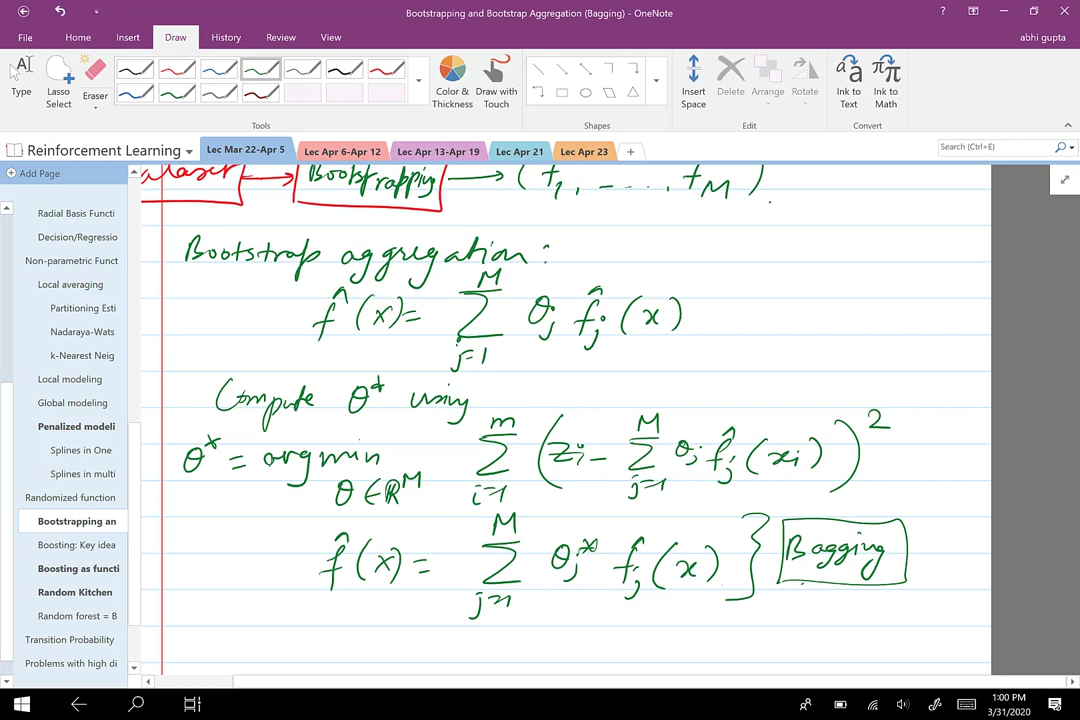 Bootstrapping and Bootstrap Aggregation (Bagging) - OneNote
File Home Insert Draw History Review View
abhi gupta
Type
Lasso Select
Eraser
Color & Thickness
Draw with Touch
Insert Space
Delete
Arrange
Rotate
Ink to Text
Ink to Math
Tools
Shapes
Edit
Convert
Reinforcement Learning
Lec Mar 22-Apr 5
Lec Apr 6-Apr 12
Lec Apr 13-Apr 19
Lec Apr 21
Lec Apr 23
Search (Ctrl+E)
Add Page
Radial Basis Functi
Decision/Regressio
Non-parametric Funct
Local averaging
Partitioning Esti
Nadaraya-Wats
k-Nearest Neig
Local modeling
Global modeling
Penalized modeli
Splines in One
Splines in multi
Randomized function
Bootstrapping an
Boosting: Key idea
Boosting as functi
Random Kitchen
Random forest = B
Transition Probability
Problems with high di
Bootstrapping → ( f₁, ..... f_M ).
Bootstrap aggregation :
f̂(x) = ∑_{j=1}^{M} θ_j f̂_j (x)
Compute θ* using
θ* = argmin_{θ∈ℝ^M} ∑_{i=1}^{m} ( z_i - ∑_{j=1}^{M} θ_j f̂_j (x_i) )²
f̂(x) = ∑_{j=1}^{M} θ_j* f̂_j (x) } Bagging
1:00 PM
3/31/2020